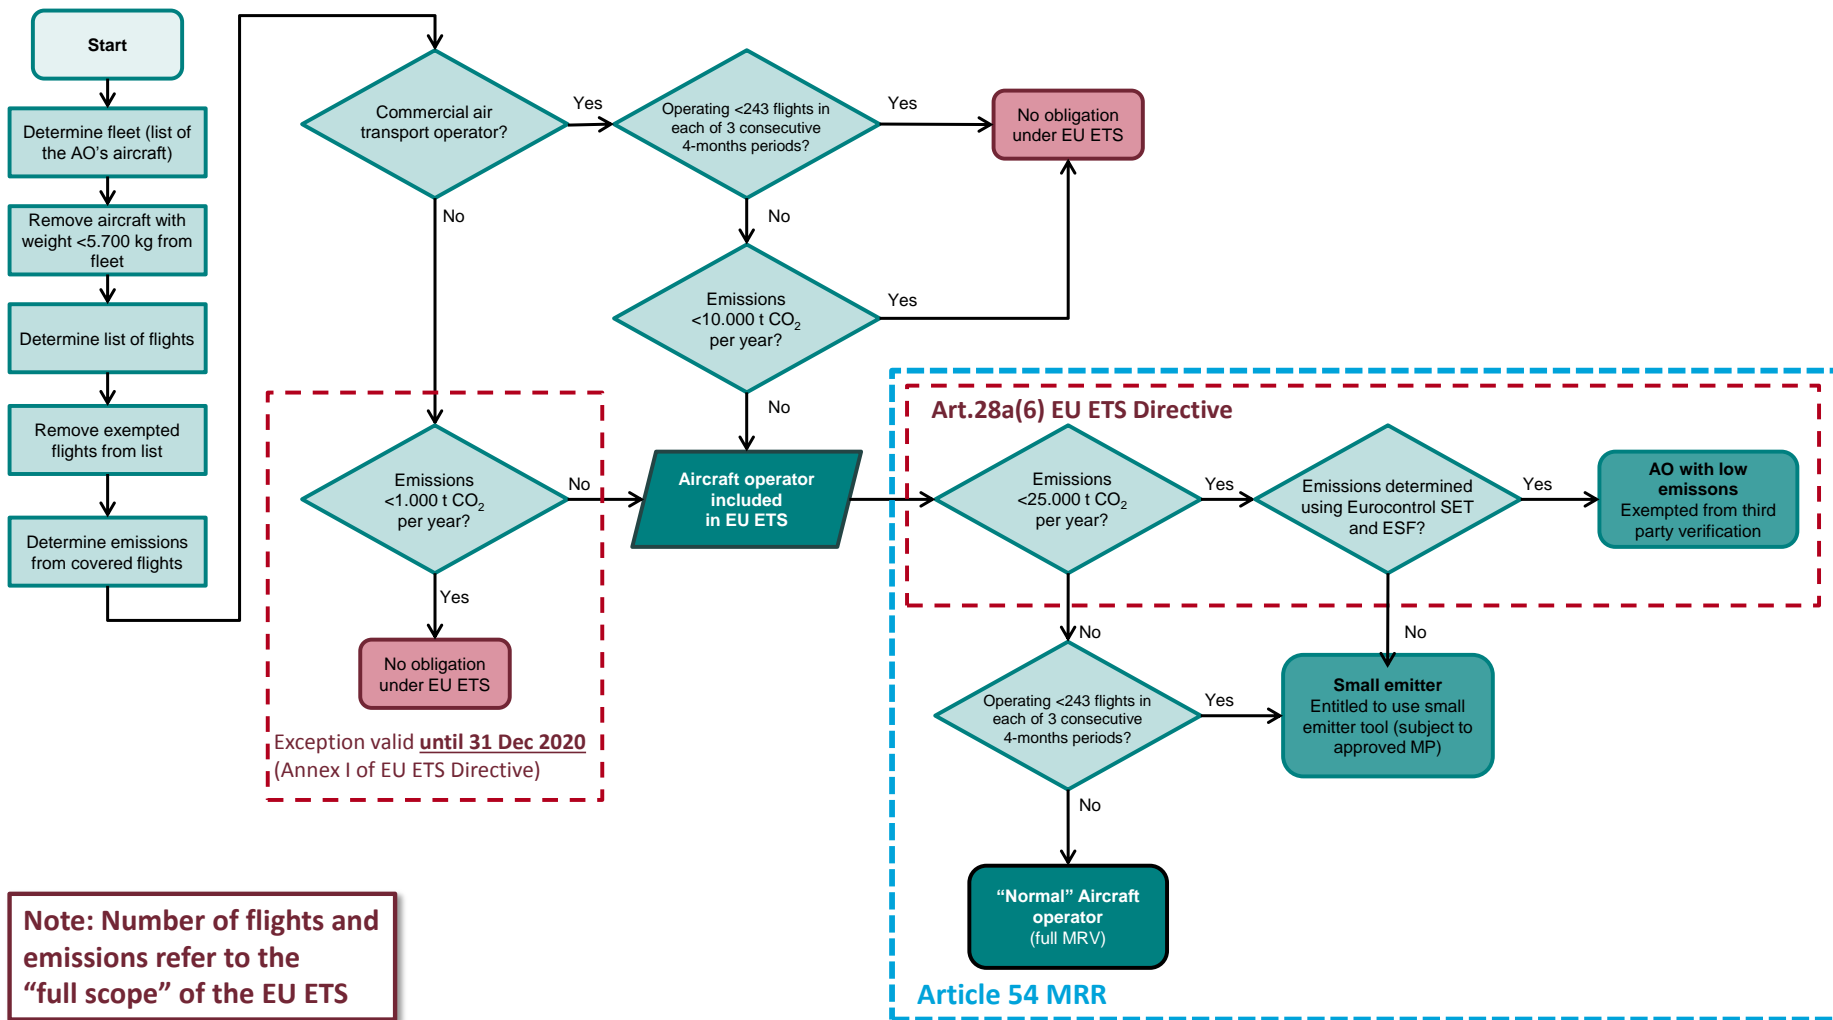 Start
Determine fleet (list of
the AO's aircraft)
Remove aircraft with
weight <5.700 kg from
fleet
Determine list of flights
Remove exempted
flights from list
Determine emissions
from covered flights
Commercial air
transport operator?
Yes
No
Operating <243 flights in
each of 3 consecutive
4-months periods?
Yes
No
No obligation
under EU ETS
Emissions
<10.000 t CO₂
per year?
Yes
No
Emissions
<1.000 t CO₂
per year?
No
Yes
No obligation
under EU ETS
Exception valid until 31 Dec 2020
(Annex I of EU ETS Directive)
Aircraft operator
included
in EU ETS
Art.28a(6) EU ETS Directive
Emissions
<25.000 t CO₂
per year?
Yes
No
Emissions determined
using Eurocontrol SET
and ESF?
Yes
No
AO with low
emissons
Exempted from third
party verification
Operating <243 flights in
each of 3 consecutive
4-months periods?
Yes
No
Small emitter
Entitled to use small
emitter tool (subject to
approved MP)
“Normal” Aircraft
operator
(full MRV)
Article 54 MRR
Note: Number of flights and
emissions refer to the
“full scope” of the EU ETS